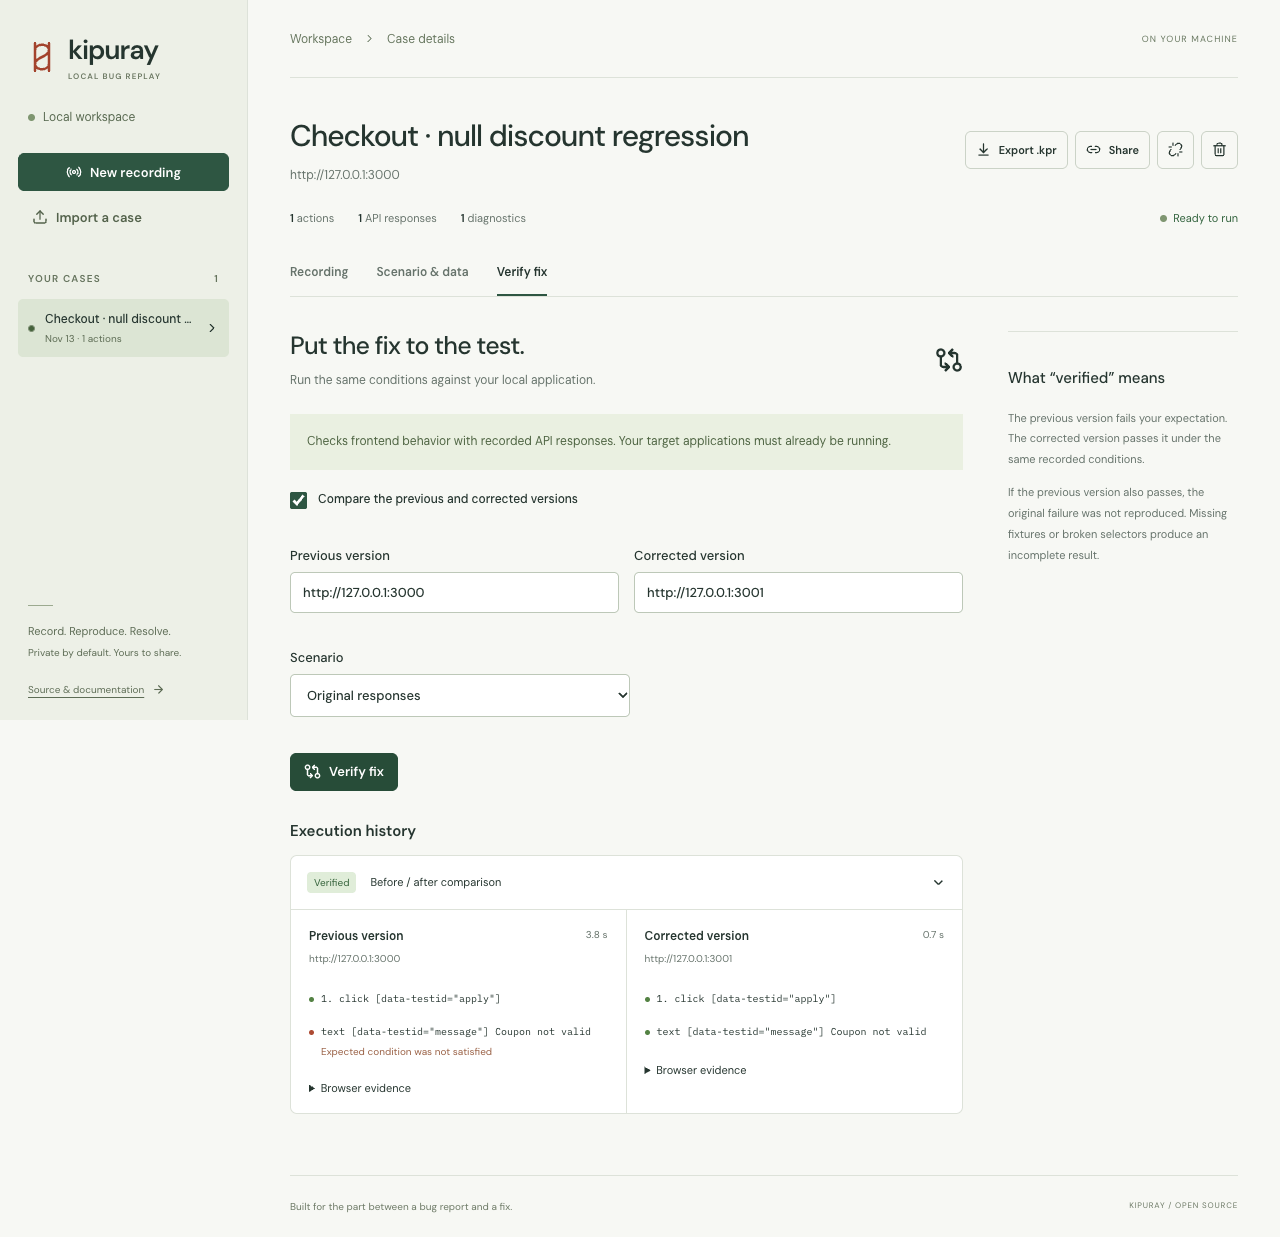 kipuray
LOCAL BUG REPLAY
Local workspace
New recording
Import a case
YOUR CASES 1
Checkout · null discount ...
Nov 13 · 1 actions
Record. Reproduce. Resolve.
Private by default. Yours to share.
Source & documentation
Workspace Case details
ON YOUR MACHINE
Checkout · null discount regression
http://127.0.0.1:3000
Export .kpr
Share
1 actions 1 API responses 1 diagnostics
Ready to run
Recording Scenario & data Verify fix
Put the fix to the test.
Run the same conditions against your local application.
Checks frontend behavior with recorded API responses. Your target applications must already be running.
Compare the previous and corrected versions
Previous version
http://127.0.0.1:3000
Corrected version
http://127.0.0.1:3001
Scenario
Original responses
Verify fix
Execution history
Verified Before / after comparison
Previous version 3.8 s
http://127.0.0.1:3000
1. click [data-testid="apply"]
text [data-testid="message"] Coupon not valid
Expected condition was not satisfied
Browser evidence
Corrected version 0.7 s
http://127.0.0.1:3001
1. click [data-testid="apply"]
text [data-testid="message"] Coupon not valid
Browser evidence
What “verified” means
The previous version fails your expectation.
The corrected version passes it under the
same recorded conditions.
If the previous version also passes, the
original failure was not reproduced. Missing
fixtures or broken selectors produce an
incomplete result.
Built for the part between a bug report and a fix.
KIPURAY / OPEN SOURCE